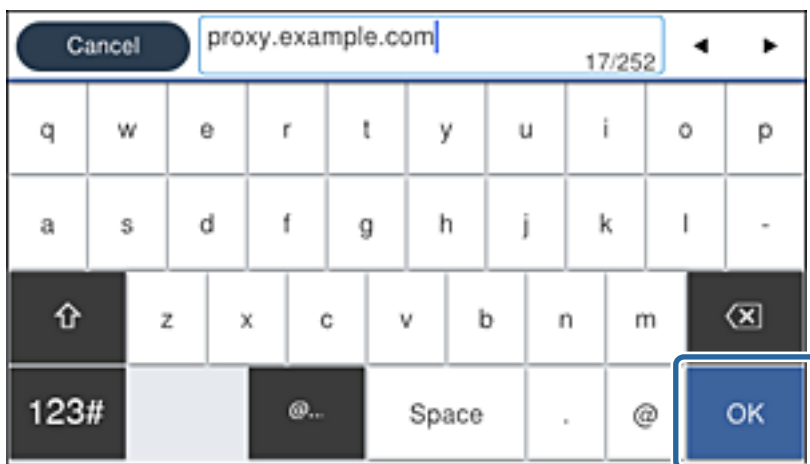 Cancel proxy.example.com
17/252
q w e r t y u i o p
a s d f g h j k l -
z x c v b n m
123# @... Space . @ OK